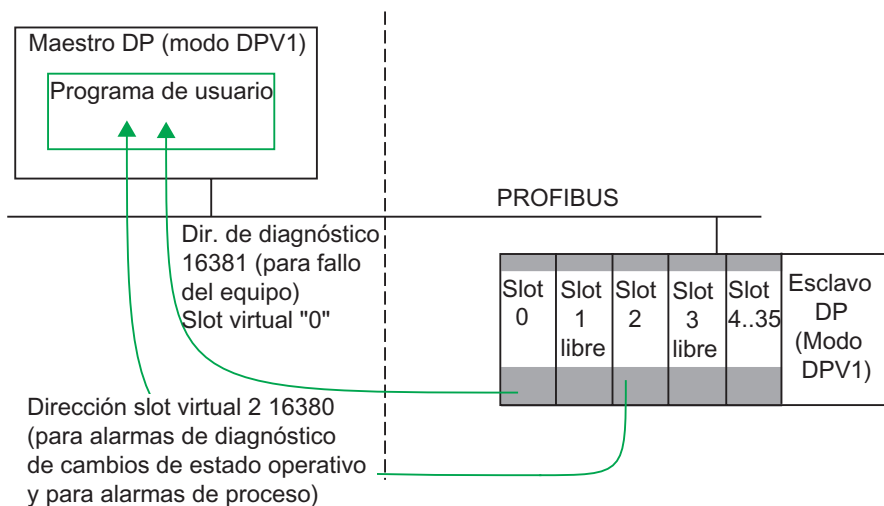 Maestro DP (modo DPV1)
Programa de usuario
PROFIBUS
Dir. de diagnóstico
16381 (para fallo
del equipo)
Slot virtual "0"
Slot
0
Slot
1
libre
Slot
2
Slot
3
libre
Slot
4..35
Esclavo
DP
(Modo
DPV1)
Dirección slot virtual 2 16380
(para alarmas de diagnóstico
de cambios de estado operativo
y para alarmas de proceso)